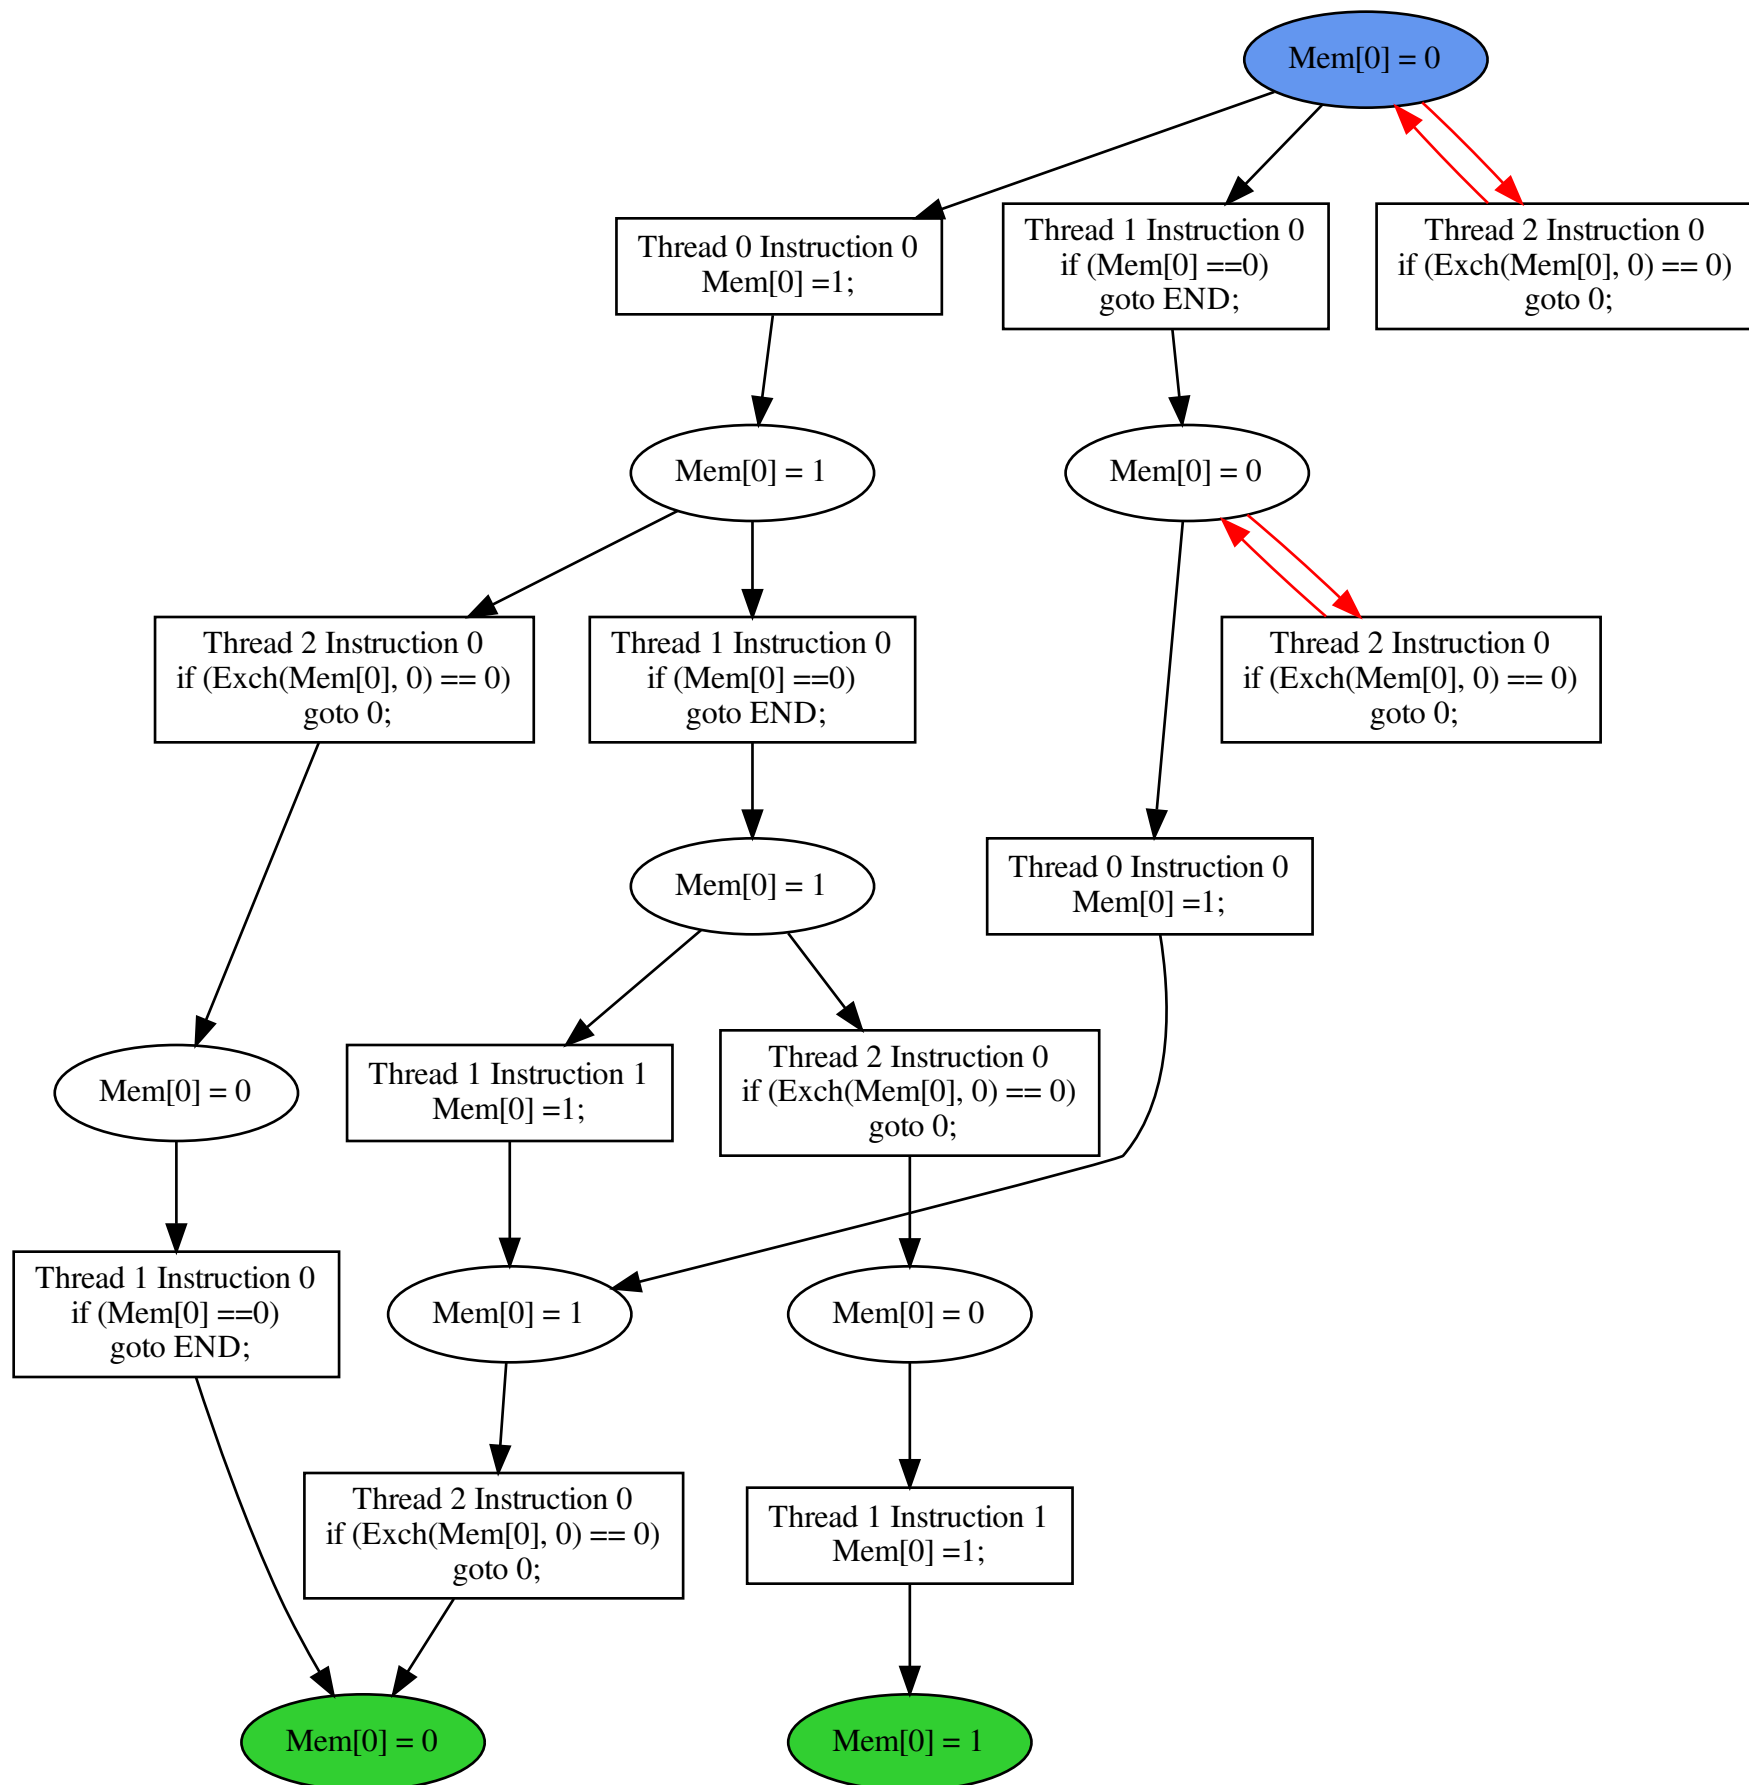 Mem[0] = 0
Thread 0 Instruction 0
Mem[0] =1;
Thread 1 Instruction 0
if (Mem[0] ==0)
goto END;
Thread 2 Instruction 0
if (Exch(Mem[0], 0) == 0)
goto 0;
Mem[0] = 1
Mem[0] = 0
Thread 2 Instruction 0
if (Exch(Mem[0], 0) == 0)
goto 0;
Thread 1 Instruction 0
if (Mem[0] ==0)
goto END;
Thread 2 Instruction 0
if (Exch(Mem[0], 0) == 0)
goto 0;
Mem[0] = 1
Thread 0 Instruction 0
Mem[0] =1;
Mem[0] = 0
Thread 1 Instruction 1
Mem[0] =1;
Thread 2 Instruction 0
if (Exch(Mem[0], 0) == 0)
goto 0;
Thread 1 Instruction 0
if (Mem[0] ==0)
goto END;
Mem[0] = 1
Mem[0] = 0
Thread 2 Instruction 0
if (Exch(Mem[0], 0) == 0)
goto 0;
Thread 1 Instruction 1
Mem[0] =1;
Mem[0] = 0
Mem[0] = 1